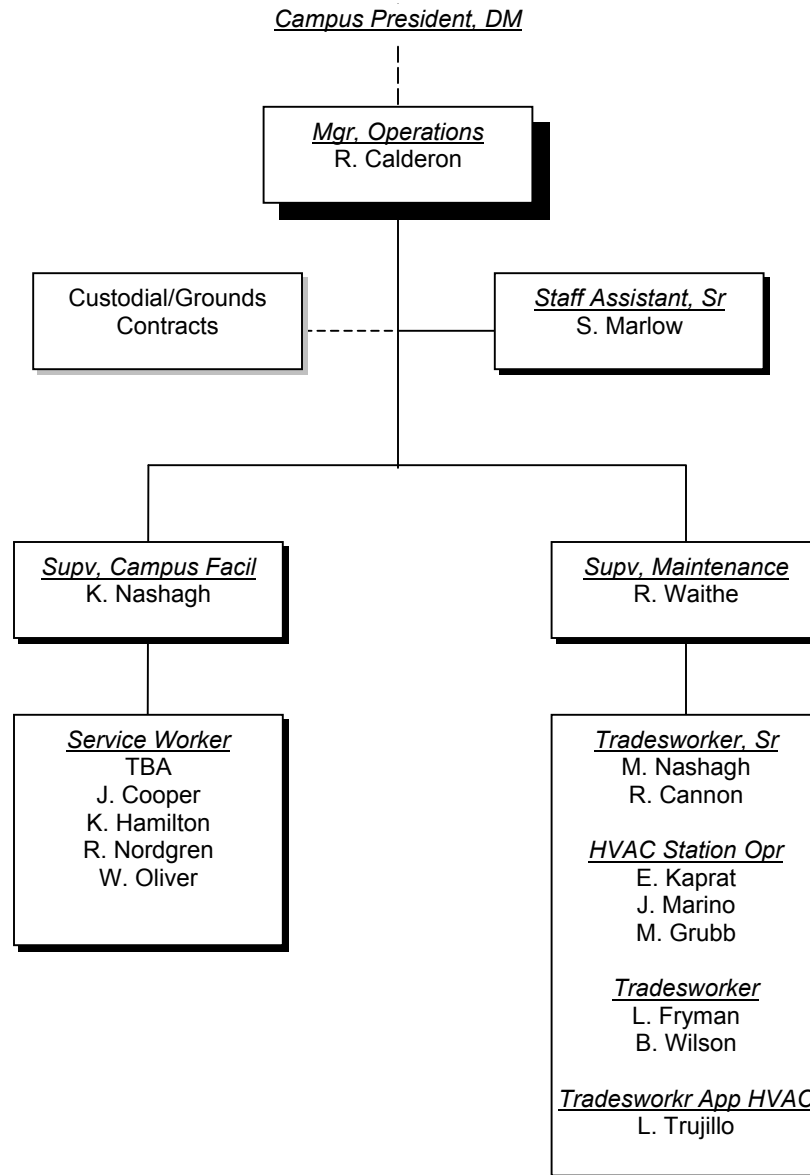 Campus President, DM
Mgr, Operations
R. Calderon
Custodial/Grounds
Contracts
Staff Assistant, Sr
S. Marlow
Supv, Campus Facil
K. Nashagh
Supv, Maintenance
R. Waithe
Service Worker
TBA
J. Cooper
K. Hamilton
R. Nordgren
W. Oliver
Tradesworker, Sr
M. Nashagh
R. Cannon
HVAC Station Opr
E. Kaprat
J. Marino
M. Grubb
Tradesworker
L. Fryman
B. Wilson
Tradesworkr App HVAC
L. Trujillo